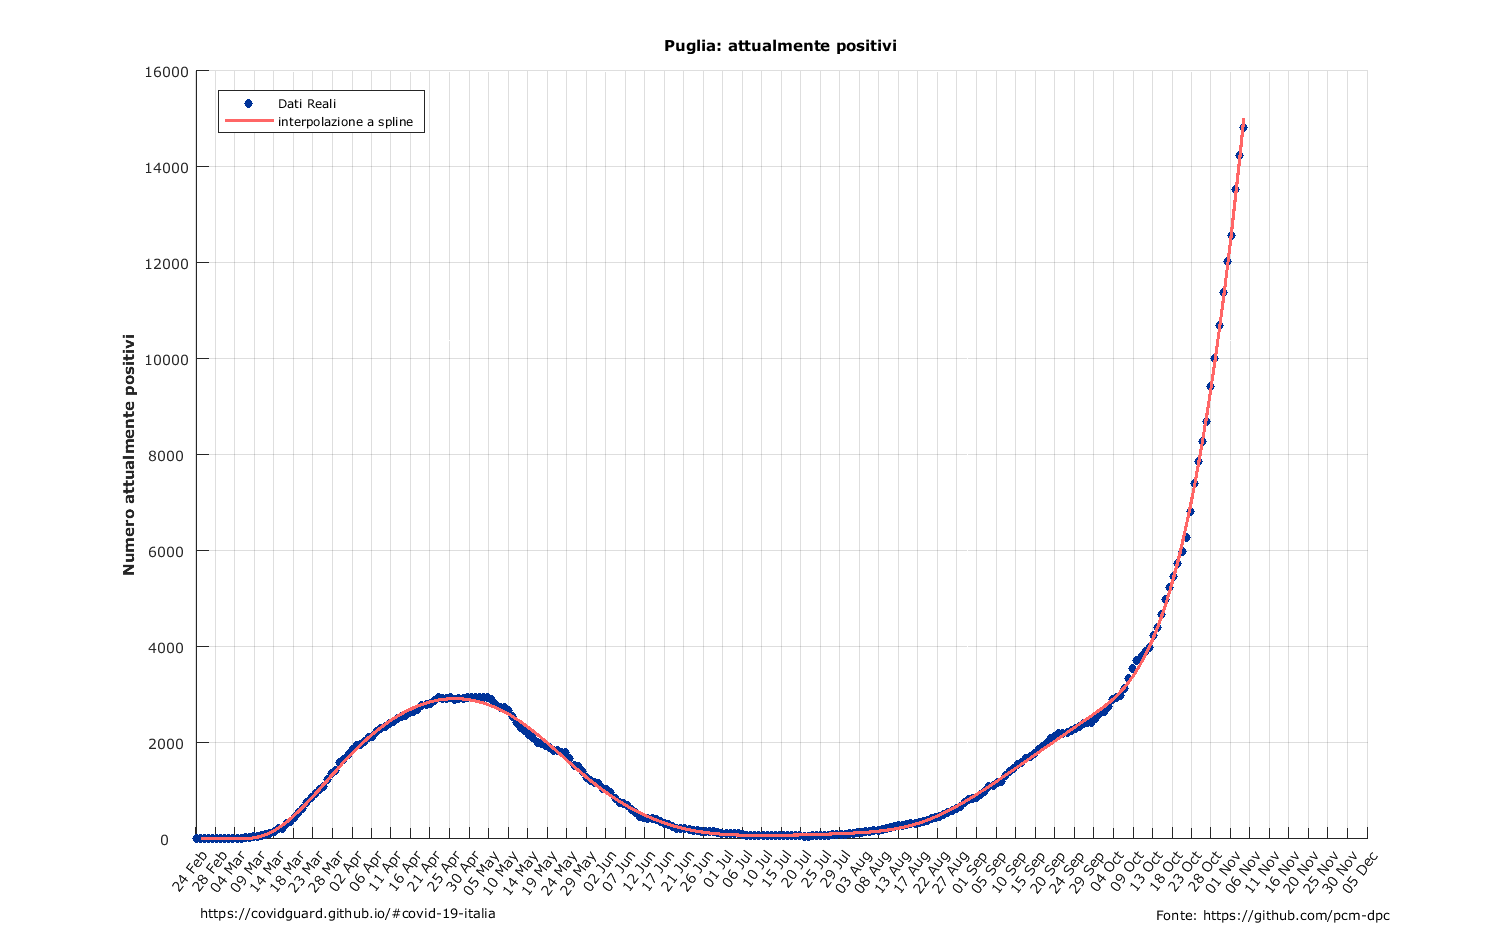 Puglia: attualmente positivi
16000
14000
12000
10000
8000
6000
4000
2000
0
Numero attualmente positivi
Dati Reali
interpolazione a spline
24 Feb
28 Feb
04 Mar
09 Mar
14 Mar
18 Mar
23 Mar
28 Mar
02 Apr
06 Apr
11 Apr
16 Apr
21 Apr
25 Apr
30 Apr
05 May
10 May
14 May
19 May
24 May
29 May
02 Jun
07 Jun
12 Jun
17 Jun
21 Jun
26 Jun
01 Jul
06 Jul
10 Jul
15 Jul
20 Jul
25 Jul
29 Jul
03 Aug
08 Aug
13 Aug
17 Aug
22 Aug
27 Aug
01 Sep
05 Sep
10 Sep
15 Sep
20 Sep
24 Sep
29 Sep
04 Oct
09 Oct
13 Oct
18 Oct
23 Oct
28 Oct
01 Nov
06 Nov
11 Nov
16 Nov
20 Nov
25 Nov
30 Nov
05 Dec
https://covidguard.github.io/#covid-19-italia
Fonte: https://github.com/pcm-dpc